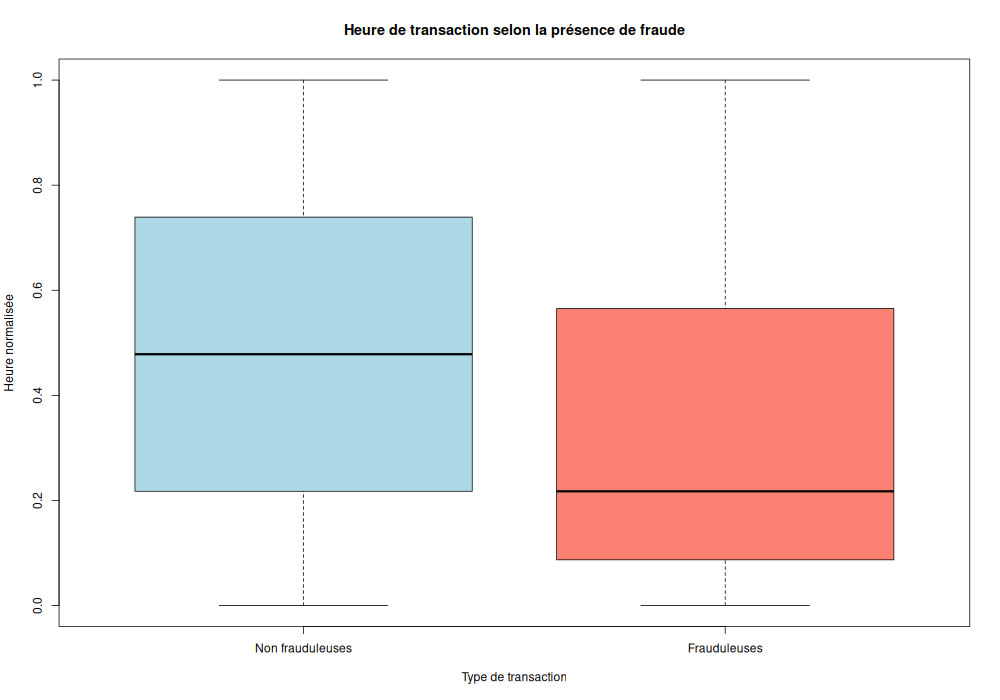 Heure de transaction selon la présence de fraude
Heure normalisée
1.0
0.8
0.6
0.4
0.2
0.0
Non frauduleuses
Frauduleuses
Type de transaction